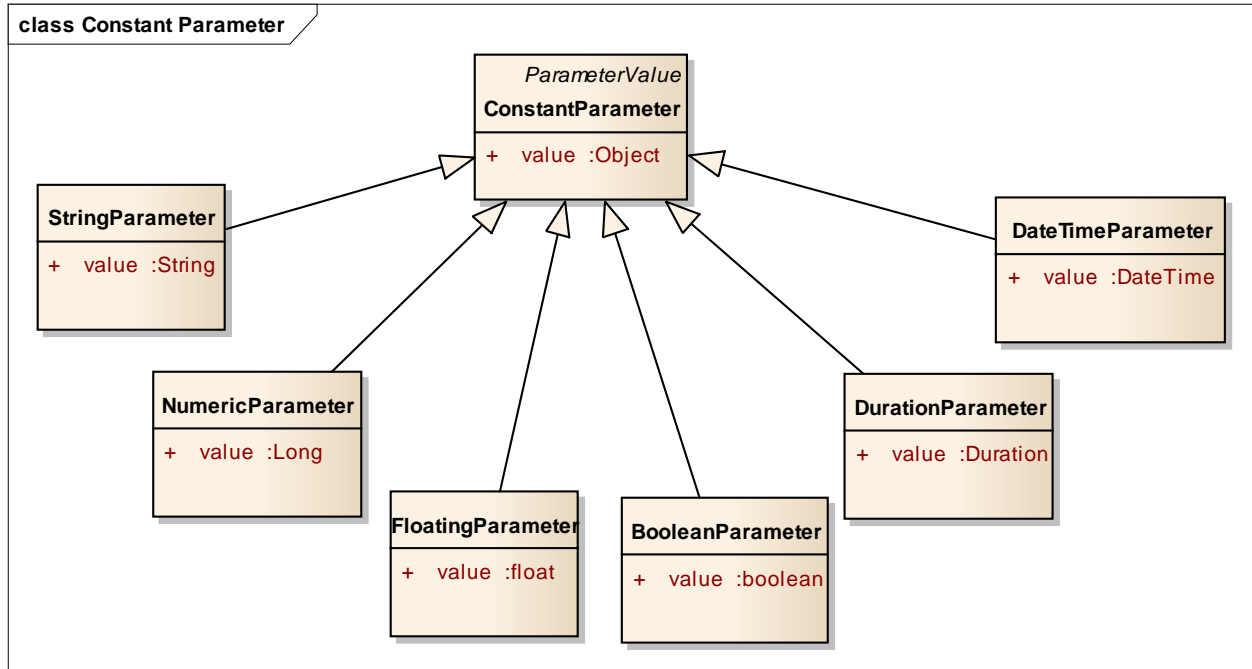 class Constant Parameter
ParameterValue
ConstantParameter
+ value :Object
StringParameter
+ value :String
DateTimeParameter
+ value :DateTime
NumericParameter
+ value :Long
DurationParameter
+ value :Duration
FloatingParameter
+ value :float
BooleanParameter
+ value :boolean